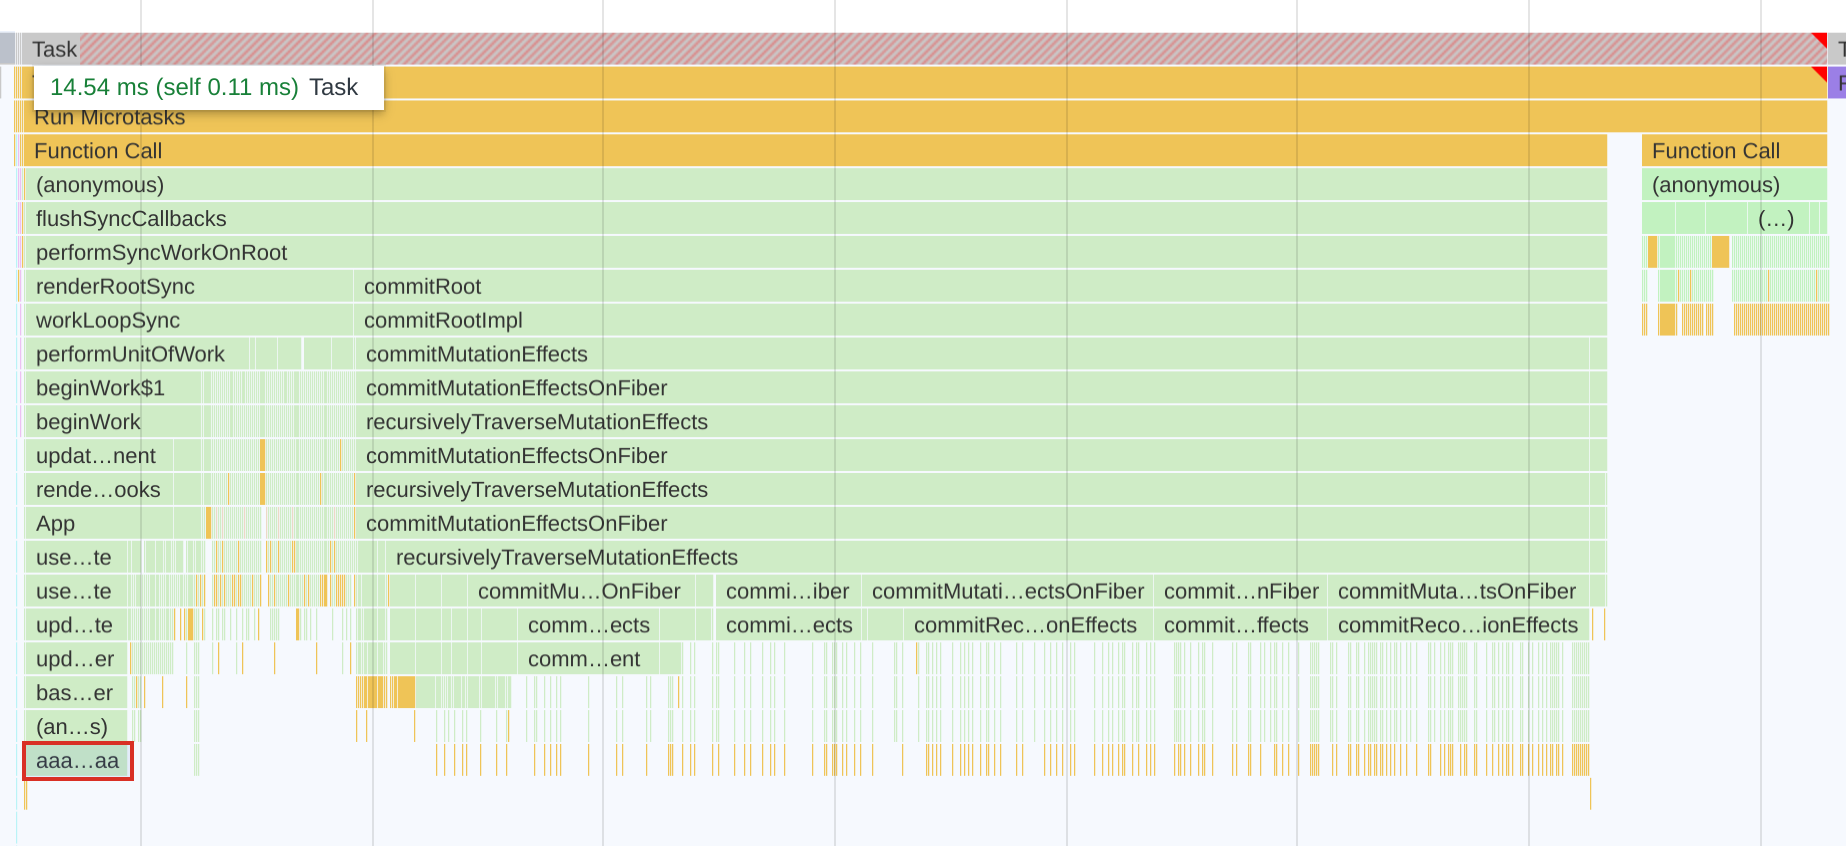 Task T
14.54 ms (self 0.11 ms) Task
Run Microtasks
Function Call Function Call
(anonymous) (anonymous)
flushSyncCallbacks (…)
performSyncWorkOnRoot
renderRootSync commitRoot
workLoopSync commitRootImpl
performUnitOfWork commitMutationEffects
beginWork$1 commitMutationEffectsOnFiber
beginWork recursivelyTraverseMutationEffects
updat…nent commitMutationEffectsOnFiber
rende…ooks recursivelyTraverseMutationEffects
App commitMutationEffectsOnFiber
use…te recursivelyTraverseMutationEffects
use…te commitMu…OnFiber commi…iber commitMutati…ectsOnFiber commit…nFiber commitMuta…tsOnFiber
upd…te comm…ects commi…ects commitRec…onEffects commit…ffects commitReco…ionEffects
upd…er comm…ent
bas…er
(an…s)
aaa…aa